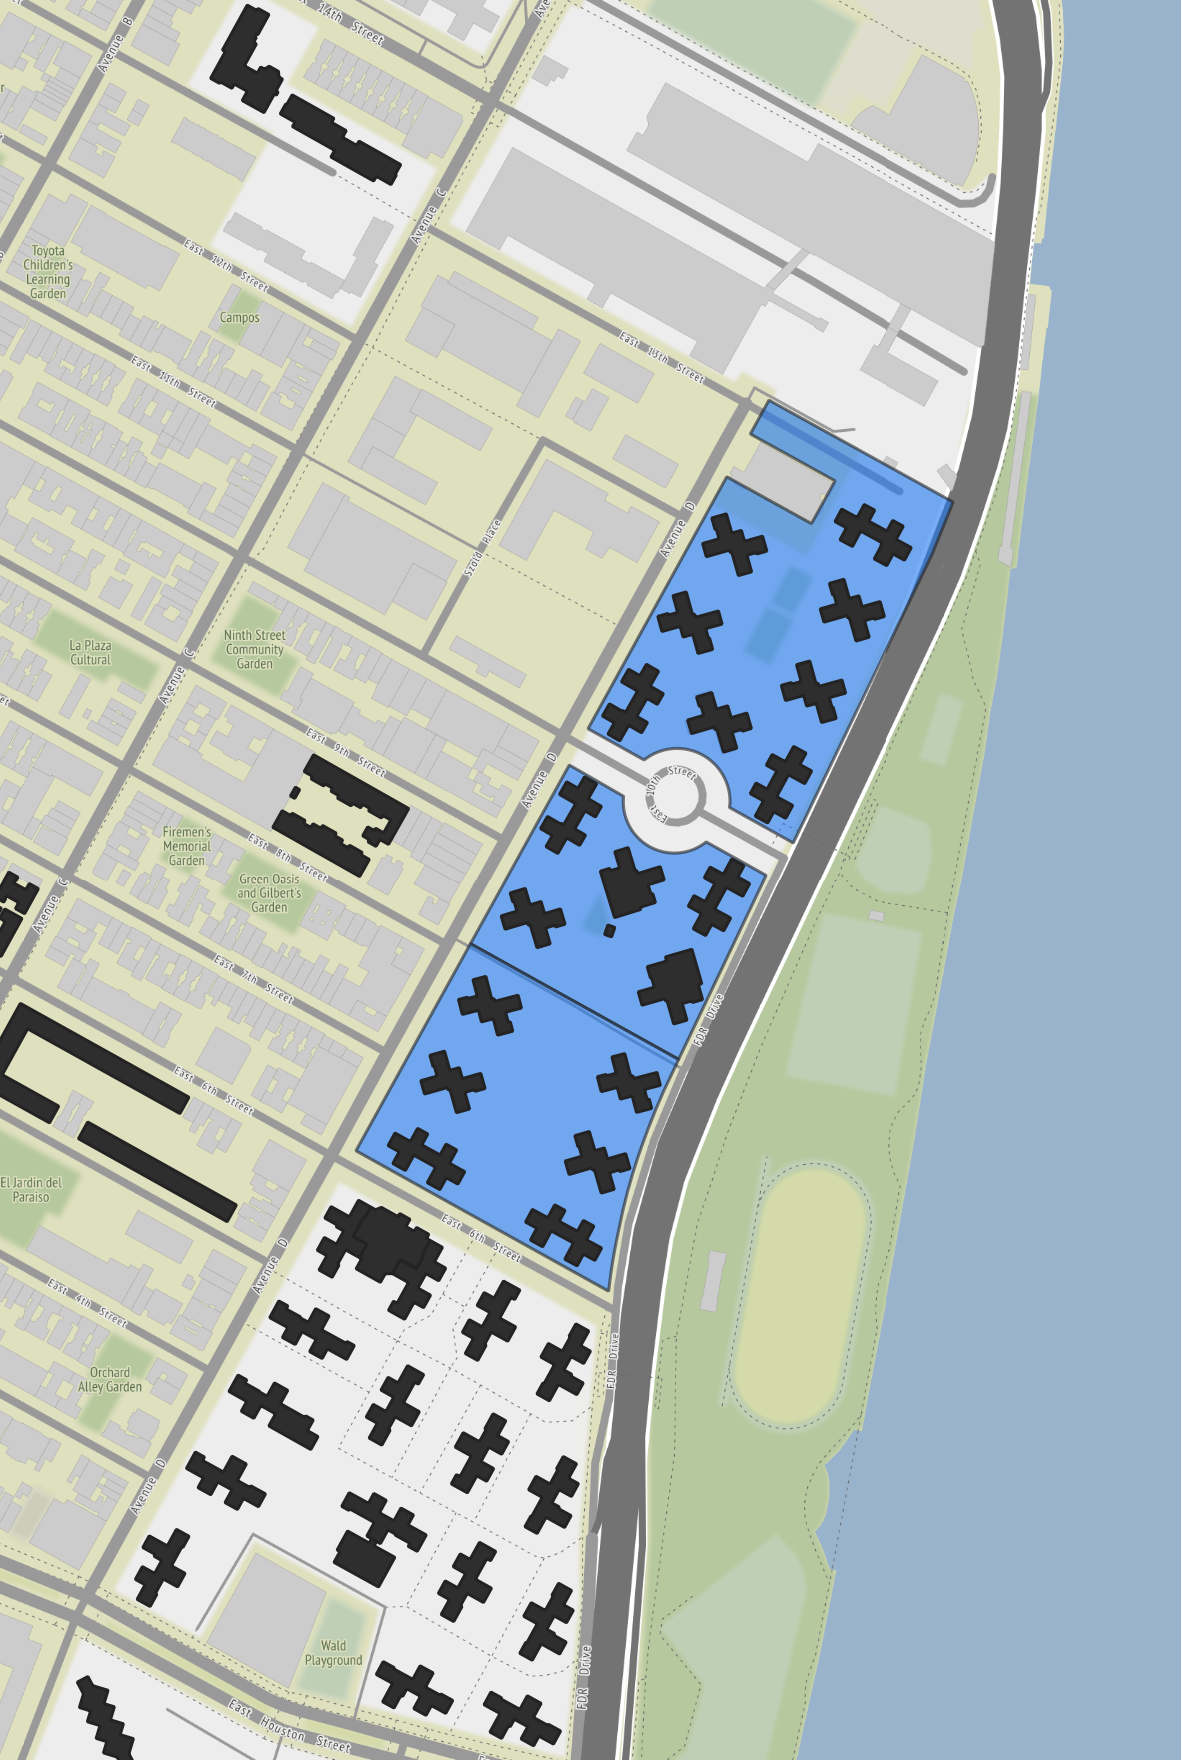 14th Street
Avenue B
Ave
Avenue C
East 12th Street
Toyota
Children's
Learning
Garden
Campos
East 13th Street
East 11th Street
Avenue D
Szold Place
Ninth Street
Community
Garden
La Plaza
Cultural
Avenue C
East 9th Street
Avenue D
East 10th Street
Firemen's
Memorial
Garden
East 8th Street
Green Oasis
and Gilbert's
Garden
Avenue C
East 7th Street
FDR Drive
East 6th Street
El Jardin del
Paraiso
East 6th Street
Avenue D
East 4th Street
Orchard
Alley Garden
FDR Drive
Avenue D
Wald
Playground
FDR Drive
East Houston Street